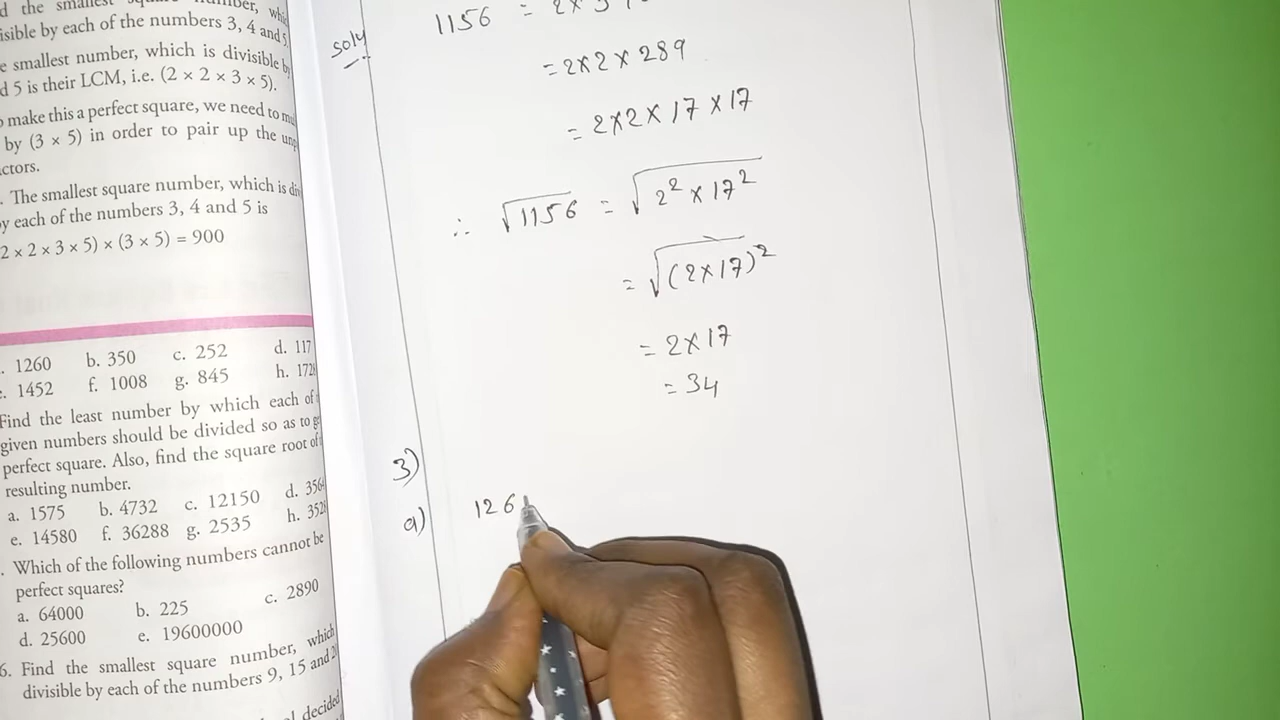 d the smallest
isible by each of the numbers 3, 4 and 5
e smallest number, which is divisible by
d 5 is their LCM, i.e. (2 × 2 × 3 × 5).
make this a perfect square, we need to
by (3 × 5) in order to pair up the
ctors.
. The smallest square number, which is
y each of the numbers 3, 4 and 5 is
2 × 2 × 3 × 5) × (3 × 5) = 900
. 1260 b. 350 c. 252 d. 117
1452 f. 1008 g. 845 h. 172
Find the least number by which each of
given numbers should be divided so as to
perfect square. Also, find the square root of
resulting number.
a. 1575 b. 4732 c. 12150 d. 356
e. 14580 f. 36288 g. 2535 h. 352
. Which of the following numbers cannot be
perfect squares?
a. 64000 b. 225 c. 2890
d. 25600 e. 19600000
6. Find the smallest square number, which
divisible by each of the numbers 9, 15 and
decided
soln
1156 = 2×
= 2×2×289
= 2×2×17×17
∴ √1156 = √2²×17²
= √(2×17)²
= 2×17
= 34
3)
a) 126